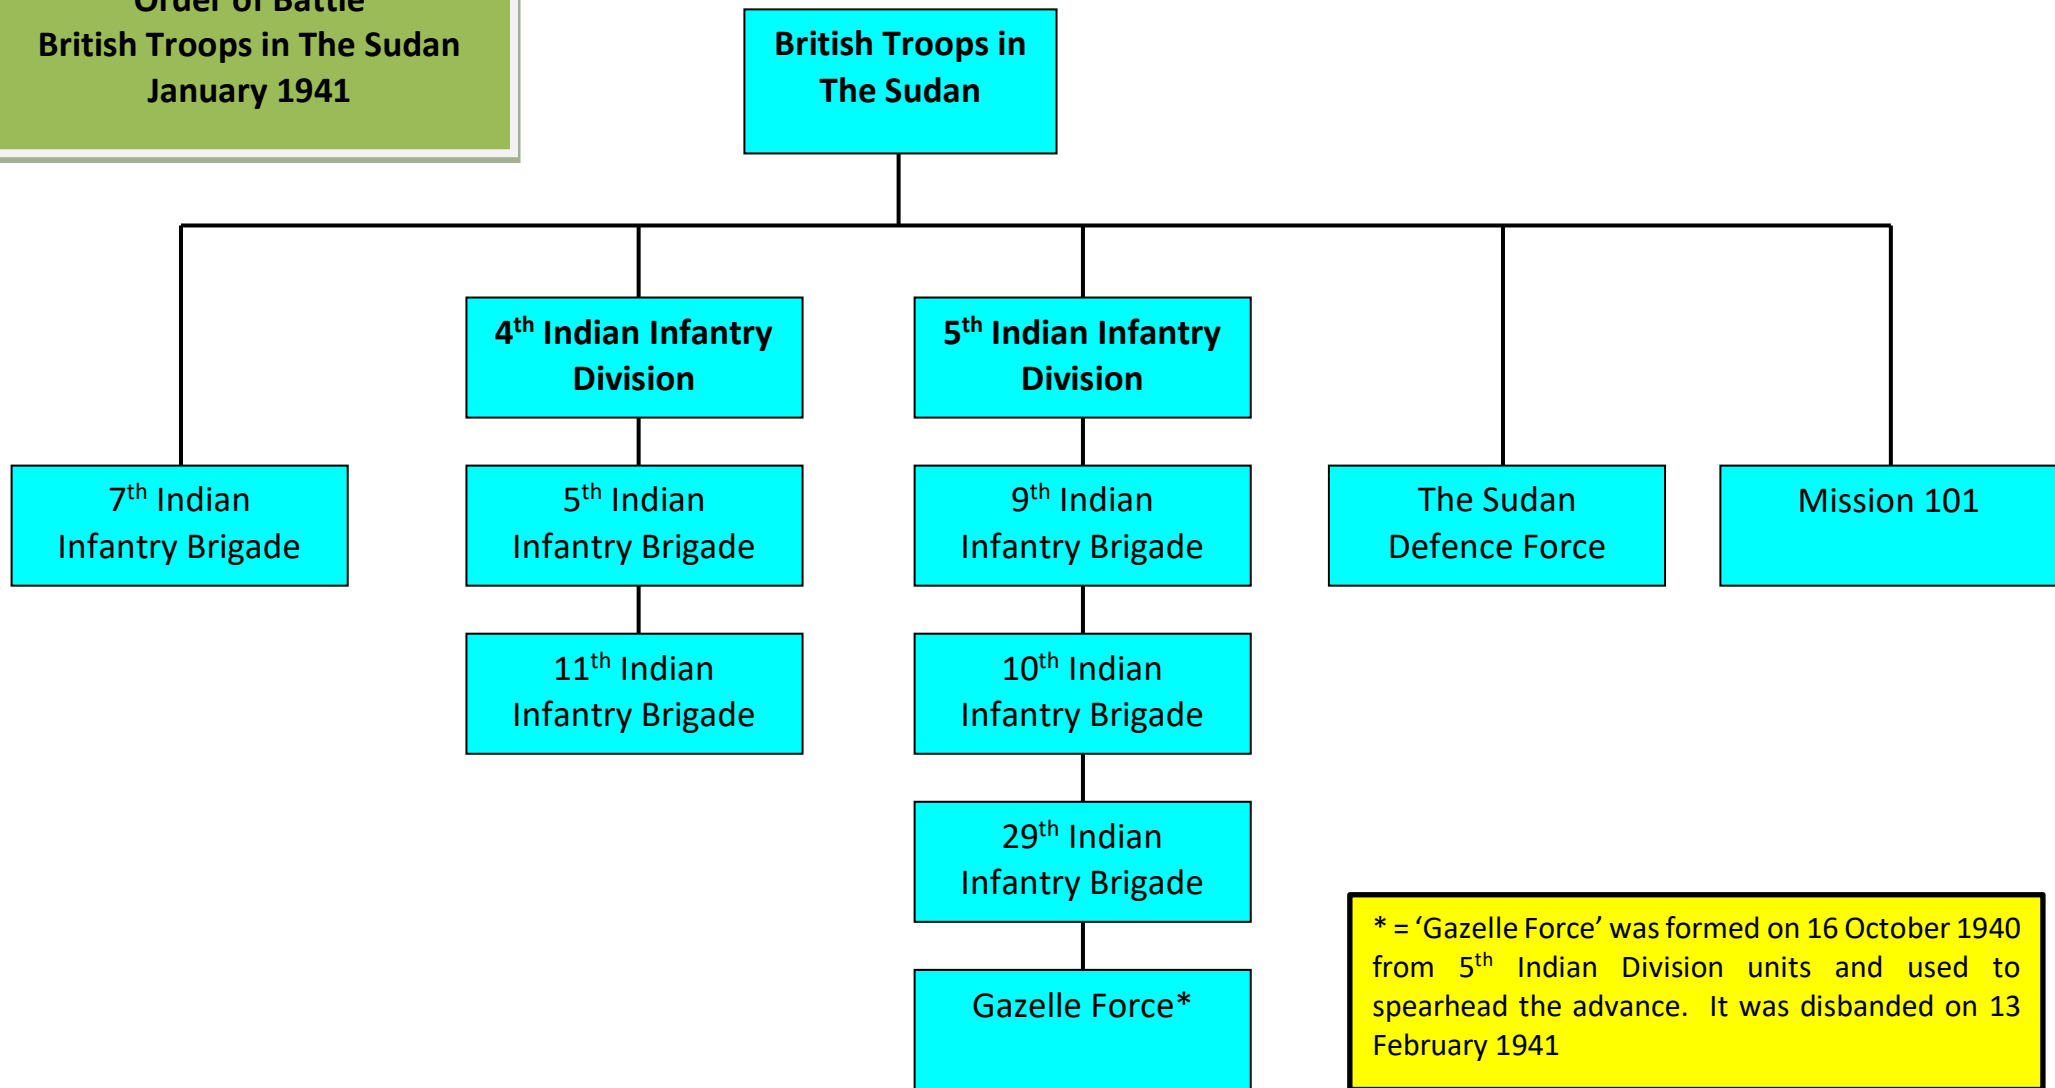 Order of Battle
British Troops in The Sudan
January 1941
British Troops in
The Sudan
4th Indian Infantry
Division
5th Indian Infantry
Division
7th Indian
Infantry Brigade
5th Indian
Infantry Brigade
9th Indian
Infantry Brigade
The Sudan
Defence Force
Mission 101
11th Indian
Infantry Brigade
10th Indian
Infantry Brigade
29th Indian
Infantry Brigade
Gazelle Force*
* = ‘Gazelle Force’ was formed on 16 October 1940
from 5th Indian Division units and used to
spearhead the advance. It was disbanded on 13
February 1941